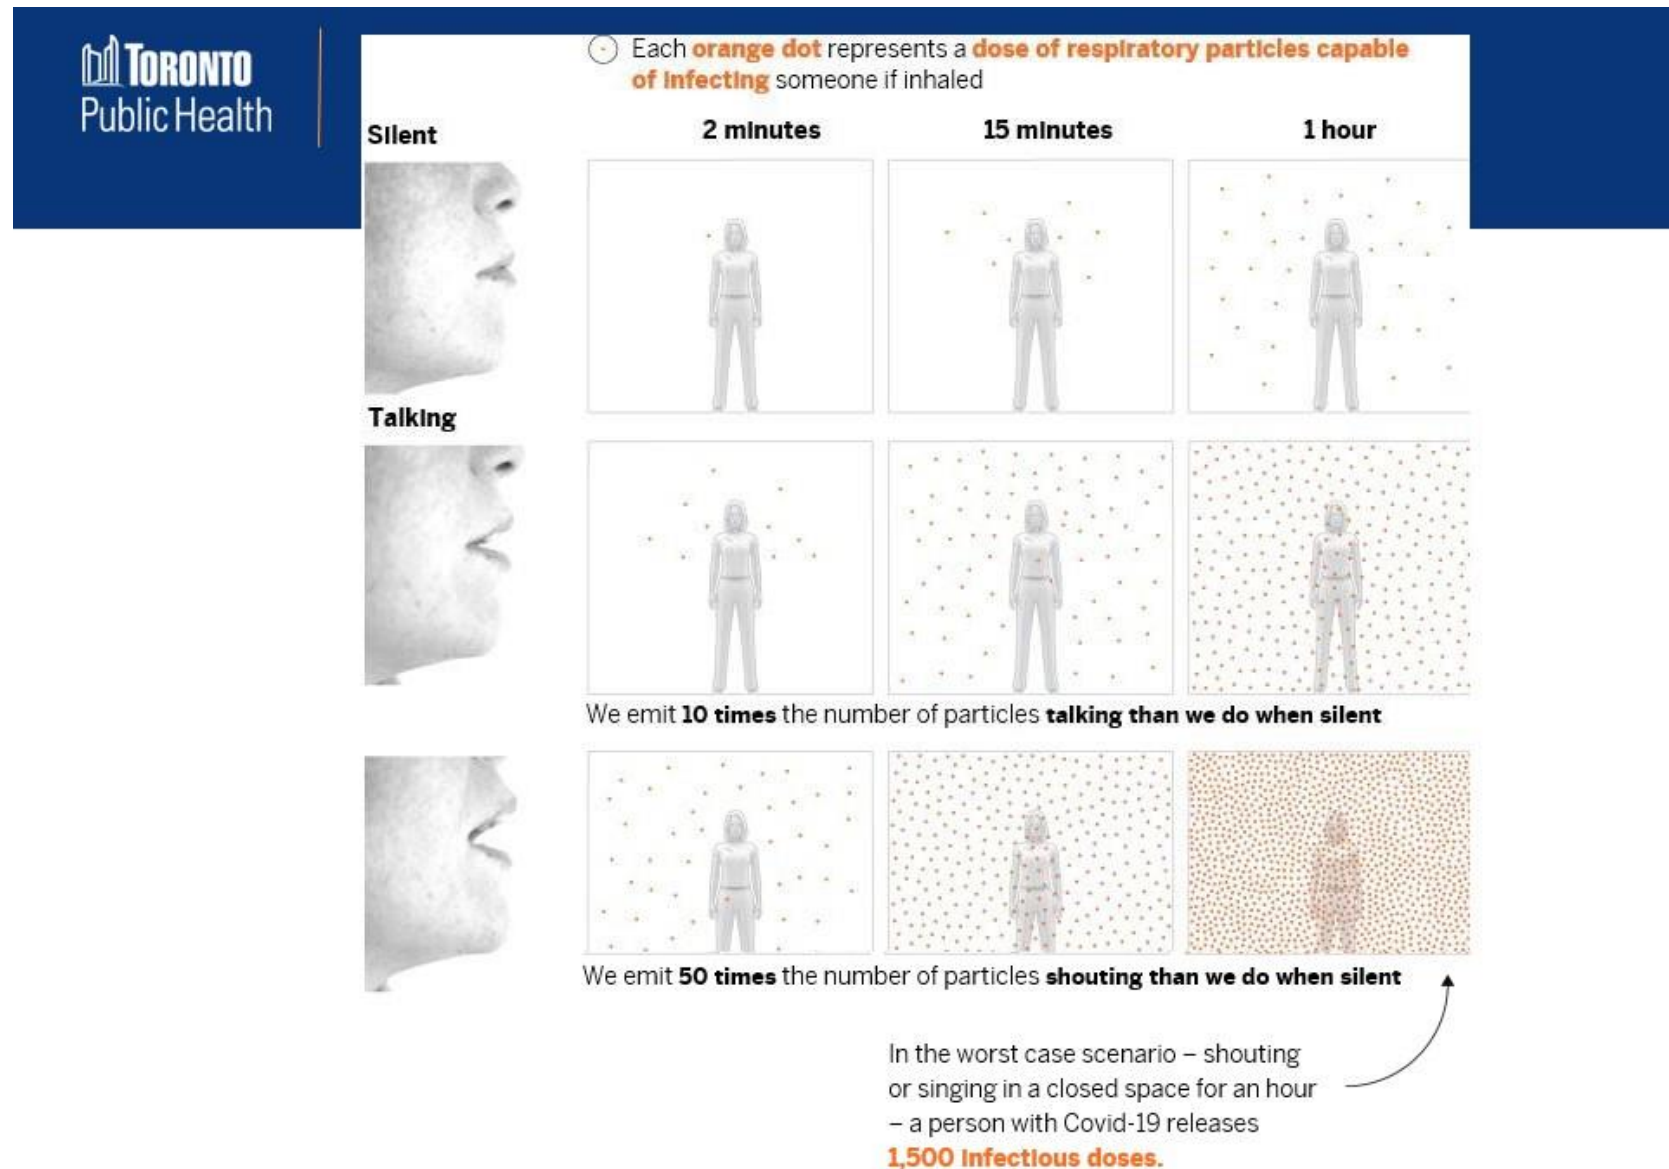 TORONTO
Public Health
Each orange dot represents a dose of respiratory particles capable
of infecting someone if inhaled
Silent
2 minutes
15 minutes
1 hour
Talking
We emit 10 times the number of particles talking than we do when silent
We emit 50 times the number of particles shouting than we do when silent
In the worst case scenario – shouting
or singing in a closed space for an hour
– a person with Covid-19 releases
1,500 infectious doses.